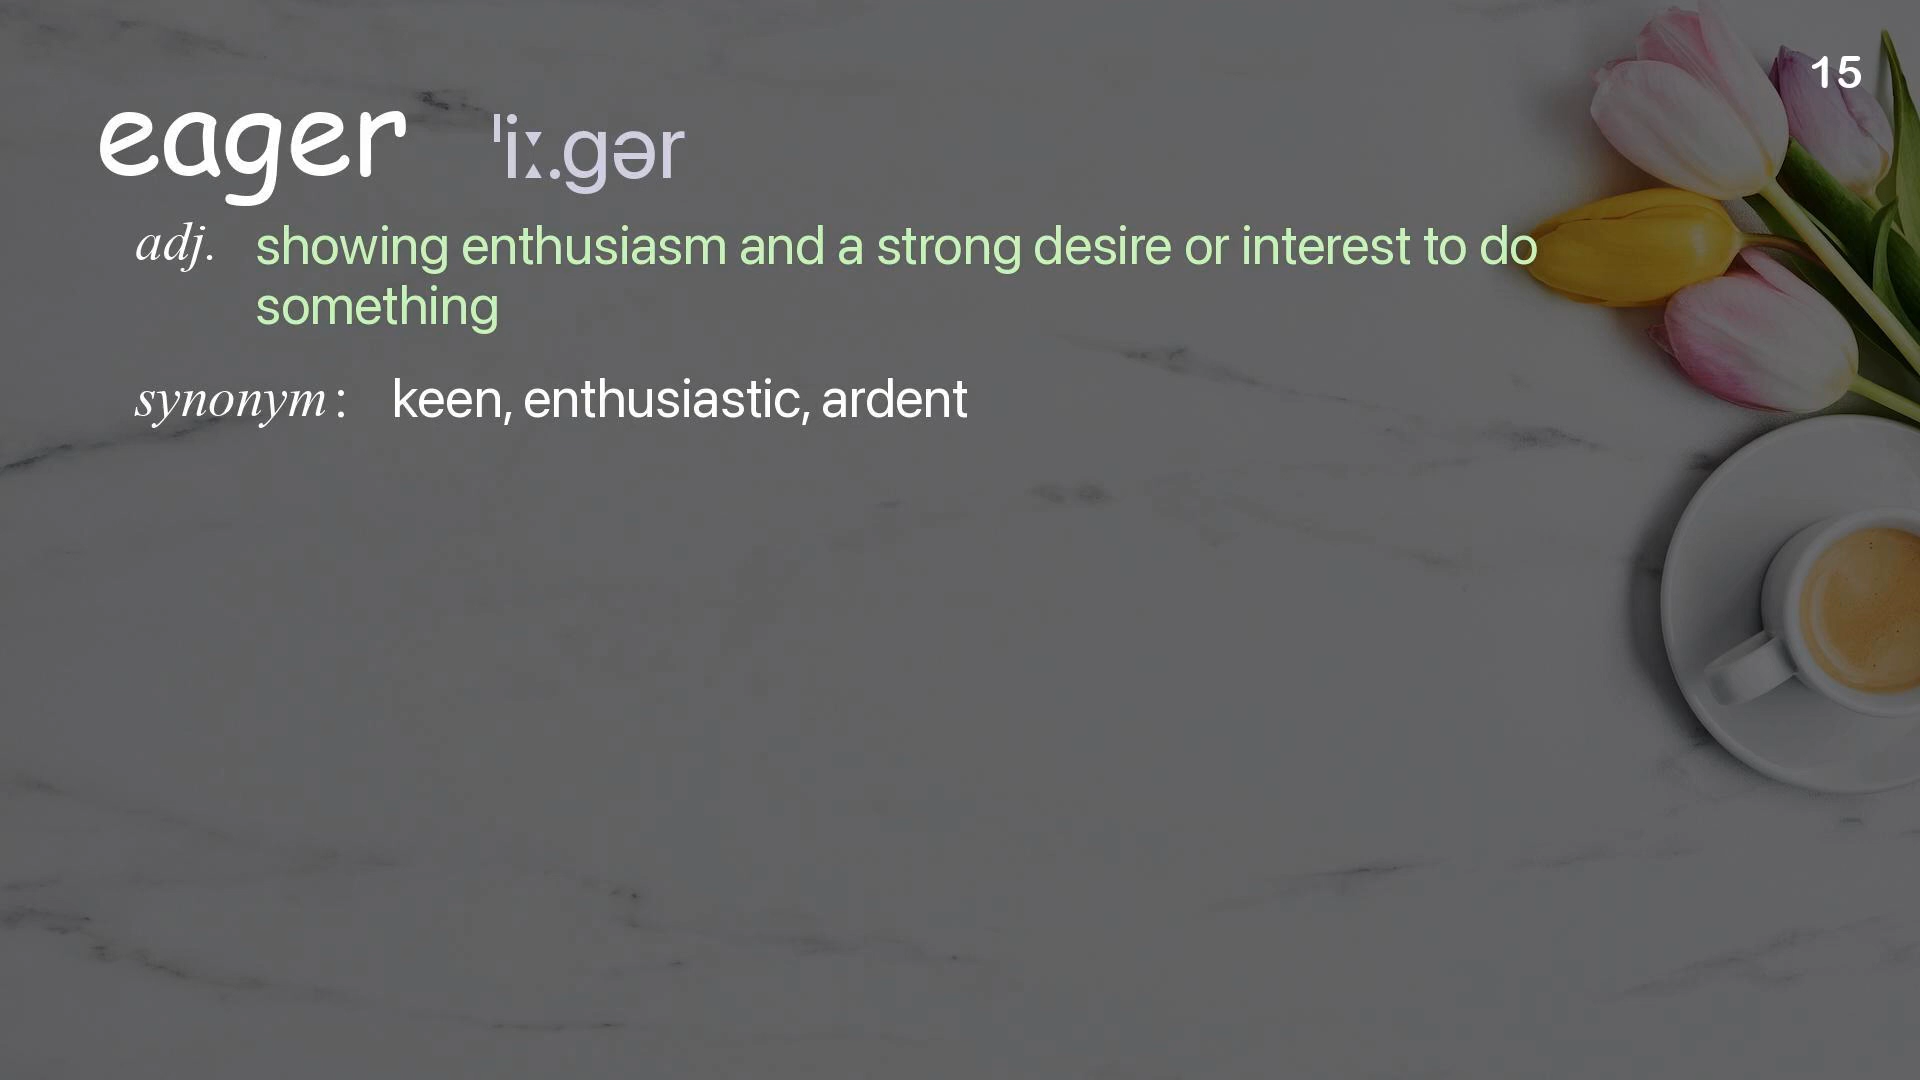 15
eager ˈiː.gər
adj. showing enthusiasm and a strong desire or interest to do
something
synonym: keen, enthusiastic, ardent